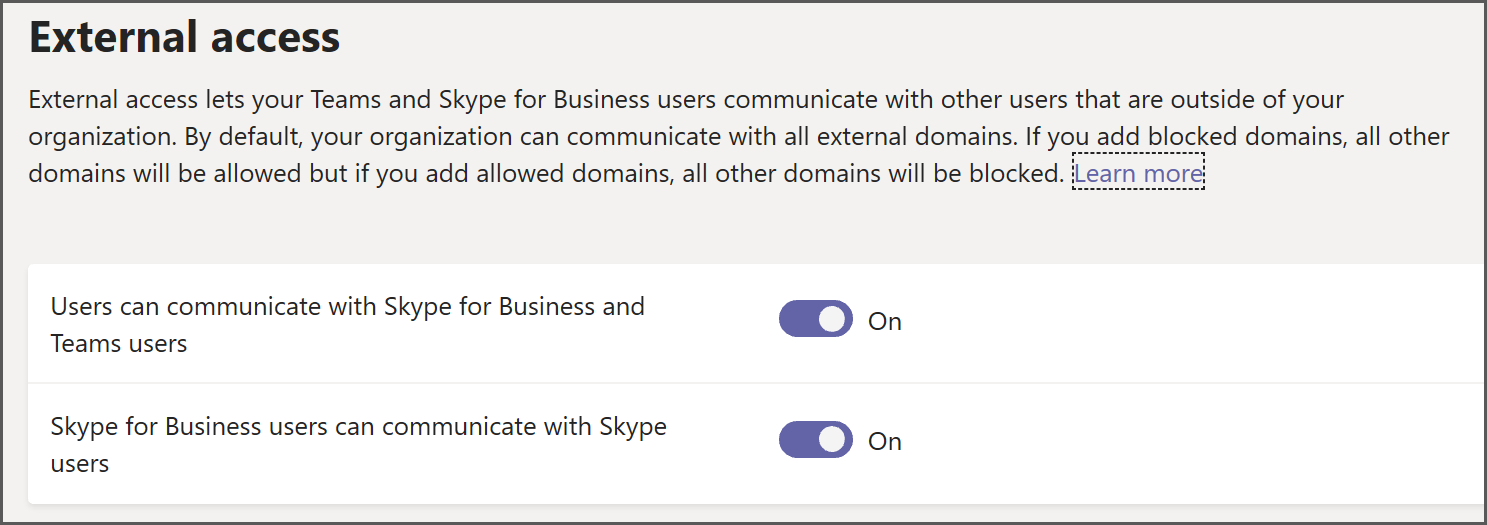 External access
External access lets your Teams and Skype for Business users communicate with other users that are outside of your
organization. By default, your organization can communicate with all external domains. If you add blocked domains, all other
domains will be allowed but if you add allowed domains, all other domains will be blocked. Learn more
Users can communicate with Skype for Business and
Teams users
On
Skype for Business users can communicate with Skype
users
On